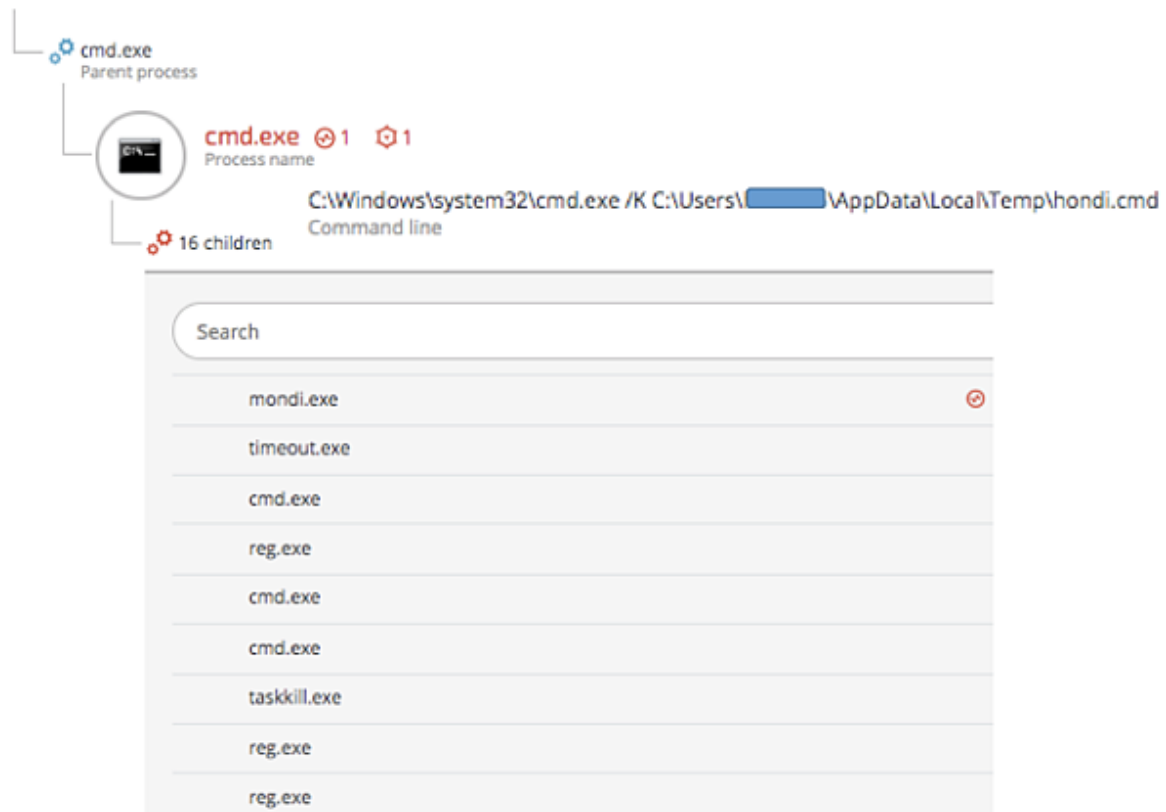 cmd.exe
Parent process
cmd.exe 1 1
Process name
C:\Windows\system32\cmd.exe /K C:\Users\ \AppData\Local\Temp\hondi.cmd
Command line
16 children
Search
mondi.exe
timeout.exe
cmd.exe
reg.exe
cmd.exe
cmd.exe
taskkill.exe
reg.exe
reg.exe